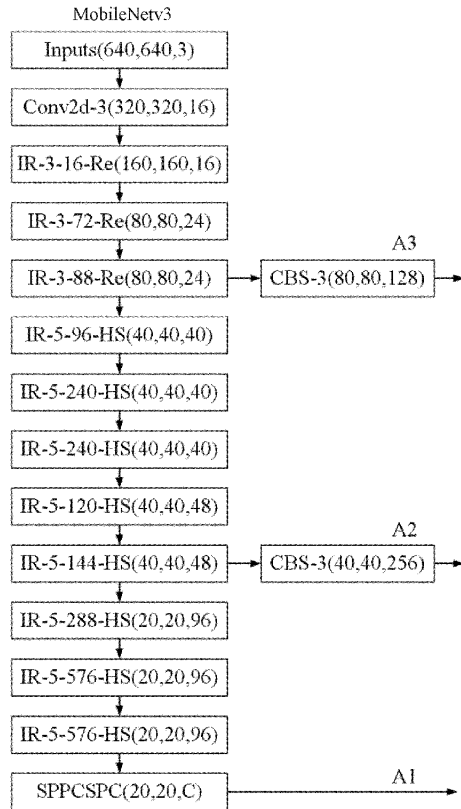 MobileNetv3
Inputs(640,640,3)
Conv2d-3(320,320,16)
IR-3-16-Re(160,160,16)
IR-3-72-Re(80,80,24)
A3
IR-3-88-Re(80,80,24)
CBS-3(80,80,128)
IR-5-96-HS(40,40,40)
IR-5-240-HS(40,40,40)
IR-5-240-HS(40,40,40)
IR-5-120-HS(40,40,48)
A2
IR-5-144-HS(40,40,48)
CBS-3(40,40,256)
IR-5-288-HS(20,20,96)
IR-5-576-HS(20,20,96)
IR-5-576-HS(20,20,96)
A1
SPPCSPC(20,20,C)